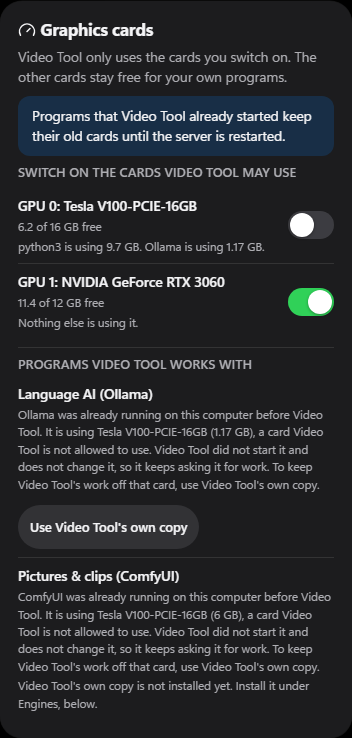 Graphics cards
Video Tool only uses the cards you switch on. The
other cards stay free for your own programs.
Programs that Video Tool already started keep
their old cards until the server is restarted.
SWITCH ON THE CARDS VIDEO TOOL MAY USE
GPU 0: Tesla V100-PCIE-16GB
6.2 of 16 GB free
python3 is using 9.7 GB. Ollama is using 1.17 GB.
GPU 1: NVIDIA GeForce RTX 3060
11.4 of 12 GB free
Nothing else is using it.
PROGRAMS VIDEO TOOL WORKS WITH
Language AI (Ollama)
Ollama was already running on this computer before Video
Tool. It is using Tesla V100-PCIE-16GB (1.17 GB), a card Video
Tool is not allowed to use. Video Tool did not start it and
does not change it, so it keeps asking it for work. To keep
Video Tool's work off that card, use Video Tool's own copy.
Use Video Tool's own copy
Pictures & clips (ComfyUI)
ComfyUI was already running on this computer before Video
Tool. It is using Tesla V100-PCIE-16GB (6 GB), a card Video
Tool is not allowed to use. Video Tool did not start it and
does not change it, so it keeps asking it for work. To keep
Video Tool's work off that card, use Video Tool's own copy.
Video Tool's own copy is not installed yet. Install it under
Engines, below.